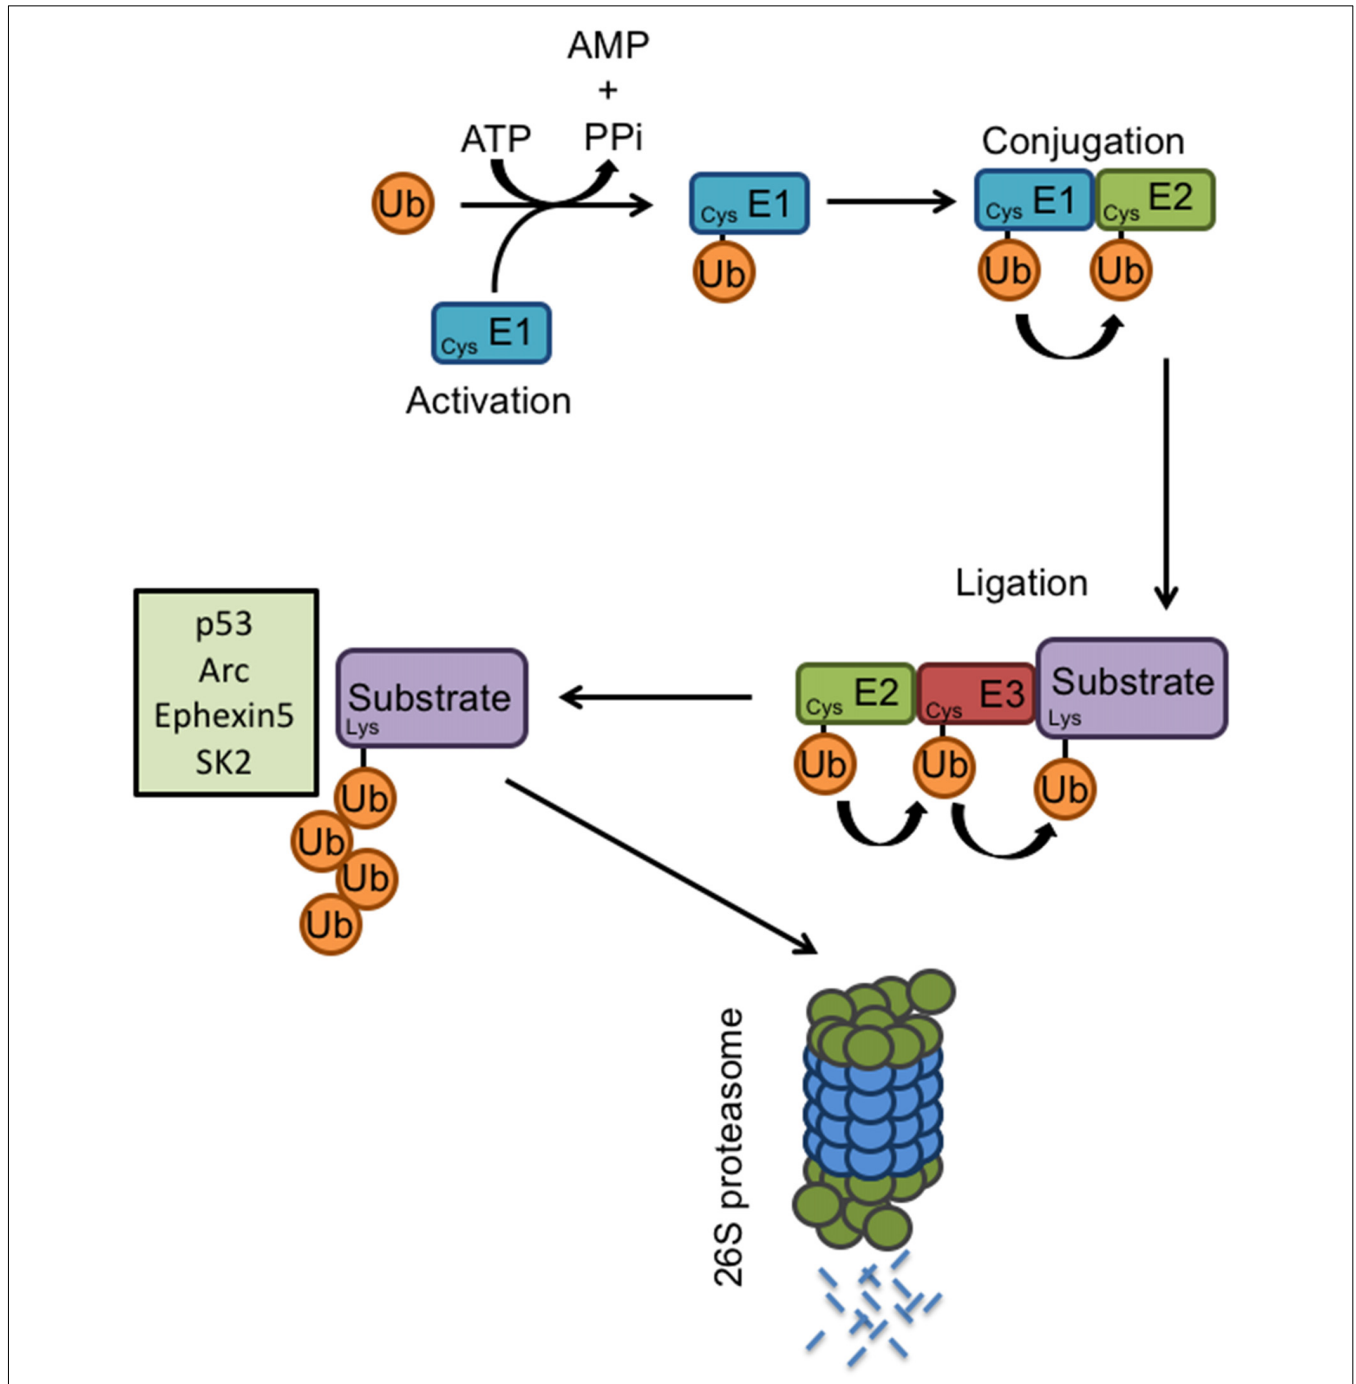 AMP
+
ATP PPi
Conjugation
Ub
Cys E1
Cys E1
Cys E2
Ub
Ub
Ub
Cys E1
Activation
Ligation
p53
Arc
Ephexin5
SK2
Substrate
Lys
Cys E2
Cys E3
Substrate
Lys
Ub
Ub
Ub
Ub
Ub
Ub
Ub
26S proteasome